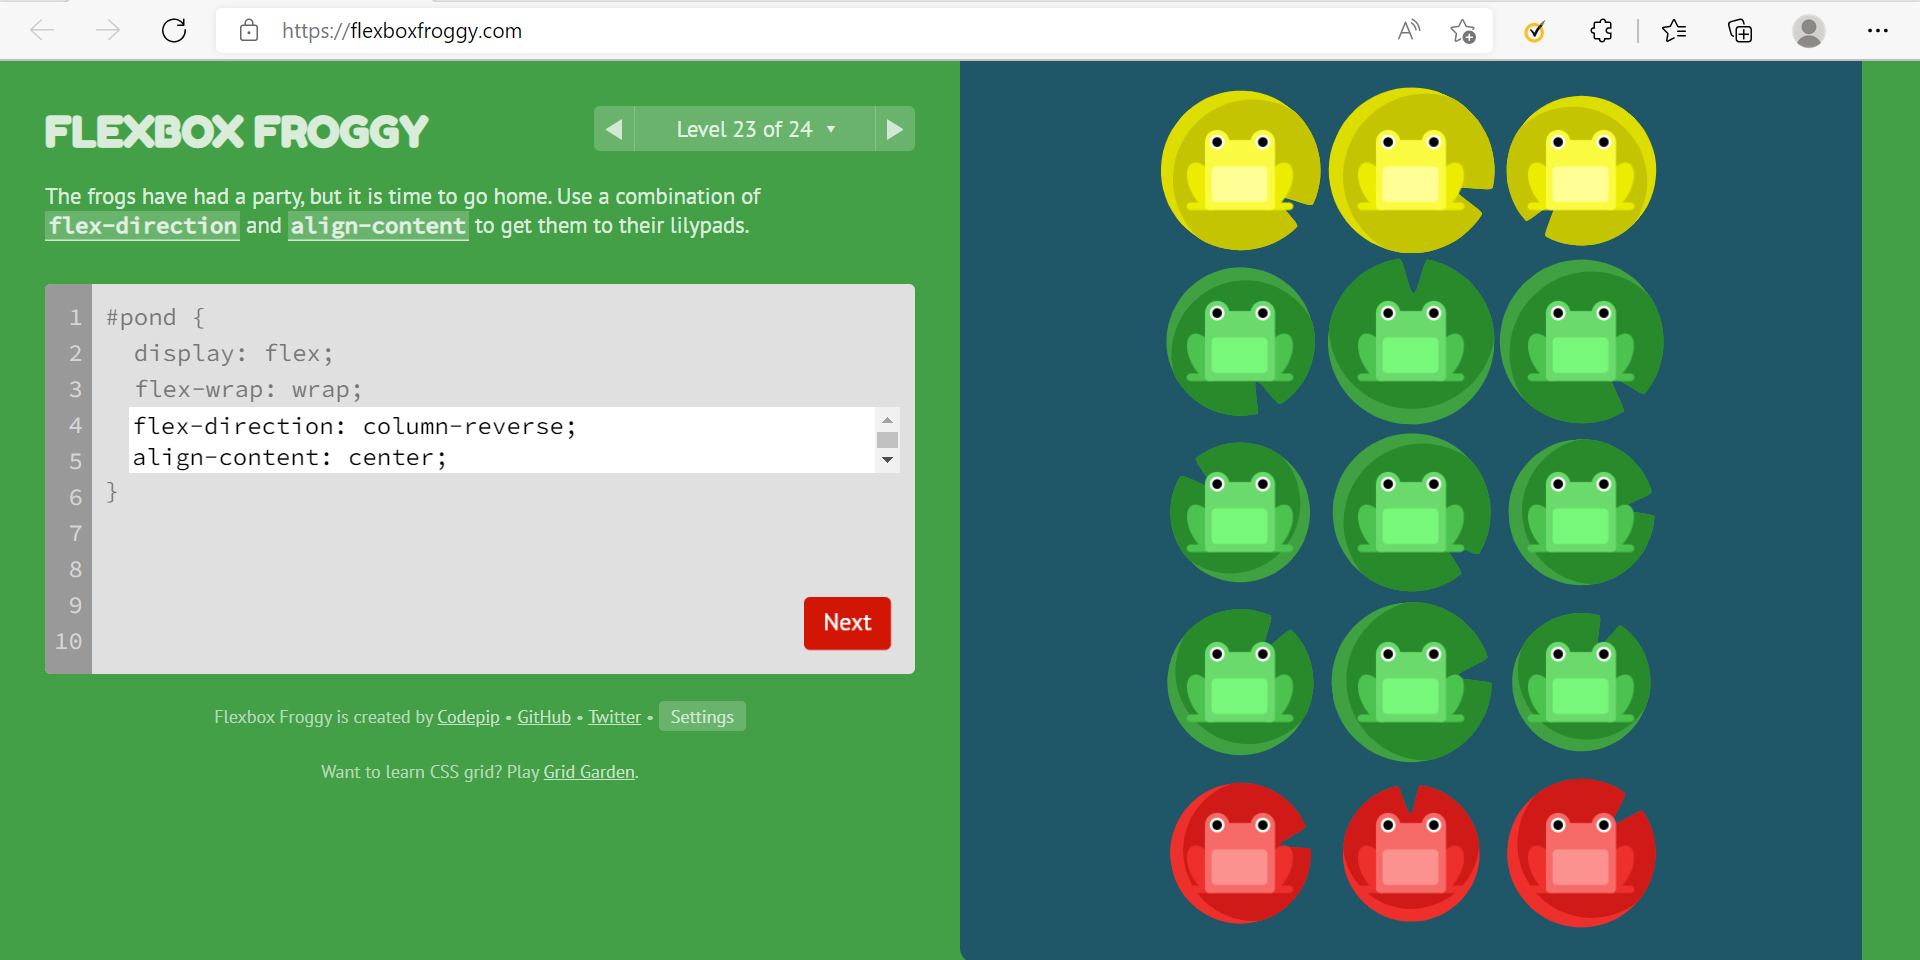 https://flexboxfroggy.com
FLEXBOX FROGGY
Level 23 of 24
The frogs have had a party, but it is time to go home. Use a combination of
flex-direction and align-content to get them to their lilypads.
1 #pond {
2 display: flex;
3 flex-wrap: wrap;
4 flex-direction: column-reverse;
5 align-content: center;
6 }
7
8
9
10
Next
Flexbox Froggy is created by Codepip • GitHub • Twitter • Settings
Want to learn CSS grid? Play Grid Garden.